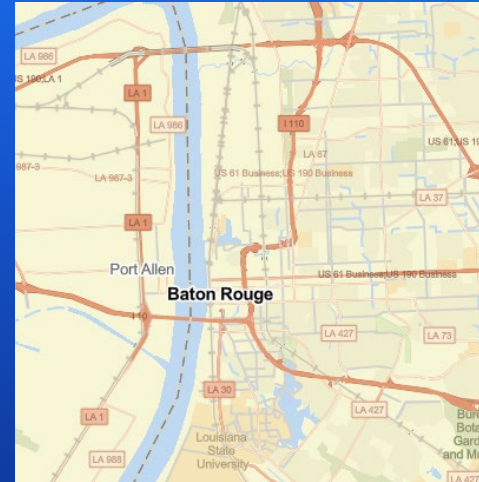 LA 986
US 190,LA 1
LA 1
LA 986
I 110
US 61;US 19
LA 67
LA 987-3
987-3
US 61 Business;US 190 Business
LA 37
LA 1
Port Allen
US 61 Business;US 190 Business
Baton Rouge
I 10
LA 427
LA 73
LA 30
LA 427
LA 1
Louisiana
State
University
LA 988
Bur
Bota
Gard
and Mu
LA 427